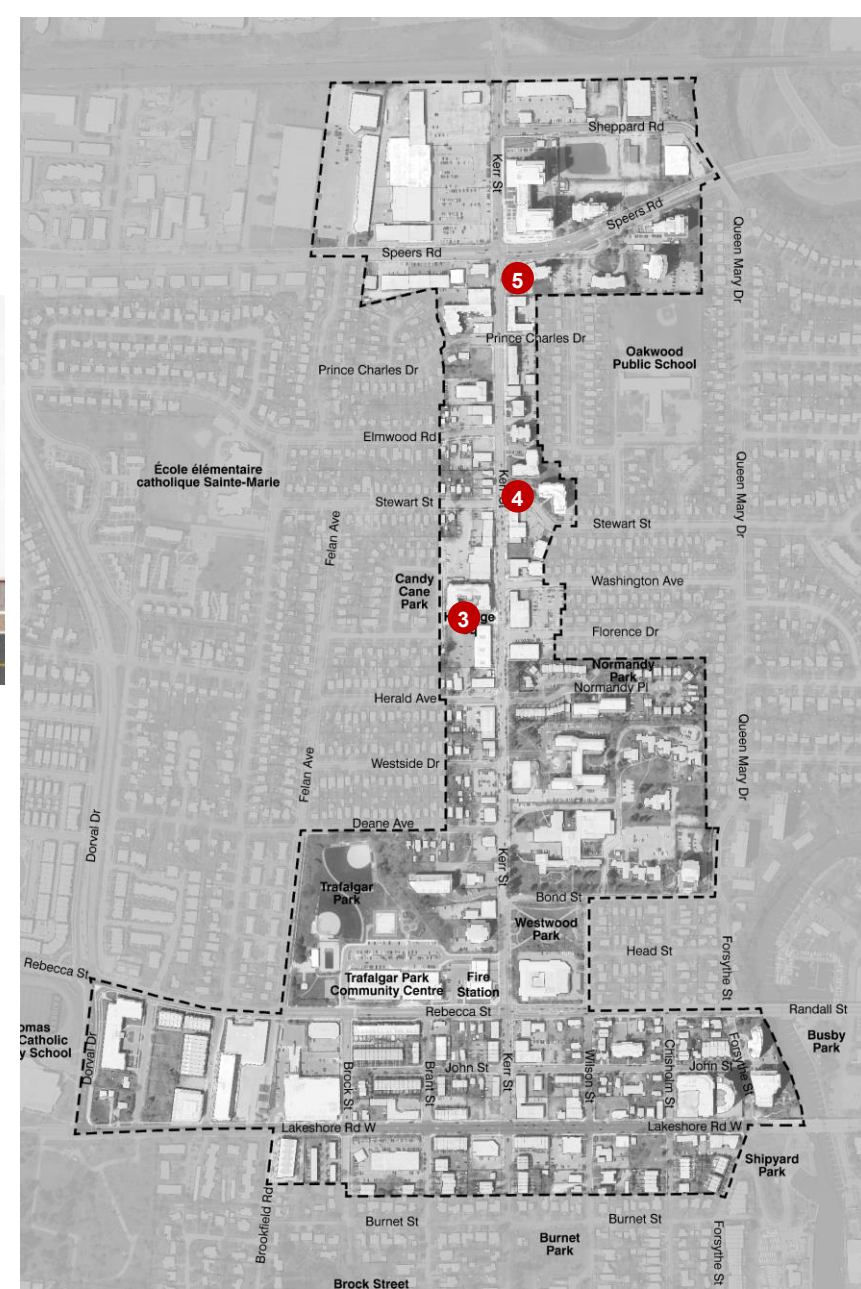 Sheppard Rd
Kerr St
Speers Rd
Queen Mary Dr
Speers Rd
5
Prince Charles Dr
Oakwood
Public School
Prince Charles Dr
Elmwood Rd
École élémentaire
catholique Sainte-Marie
Queen Mary Dr
Kerr St
4
Stewart St
Stewart St
Felan Ave
Candy
Cane
Park
Washington Ave
3
Florence Dr
Normandy
Park
Normandy Pl
Herald Ave
Queen Mary Dr
Westside Dr
Felan Ave
Dorval Dr
Deane Ave
Kerr St
Trafalgar
Park
Bond St
Westwood
Park
Head St
Forsythe St
Rebecca St
Trafalgar Park
Community Centre
Fire
Station
Rebecca St
Randall St
Busby
Park
Catholic
School
Dorval Dr
Brock St
Brant St
John St
Kerr St
Wilson St
Chisholm St
John St
Forsythe St
Lakeshore Rd W
Lakeshore Rd W
Shipyard
Park
Brookfield Rd
Burnet St
Burnet St
Burnet
Park
Forsythe St
Brock Street